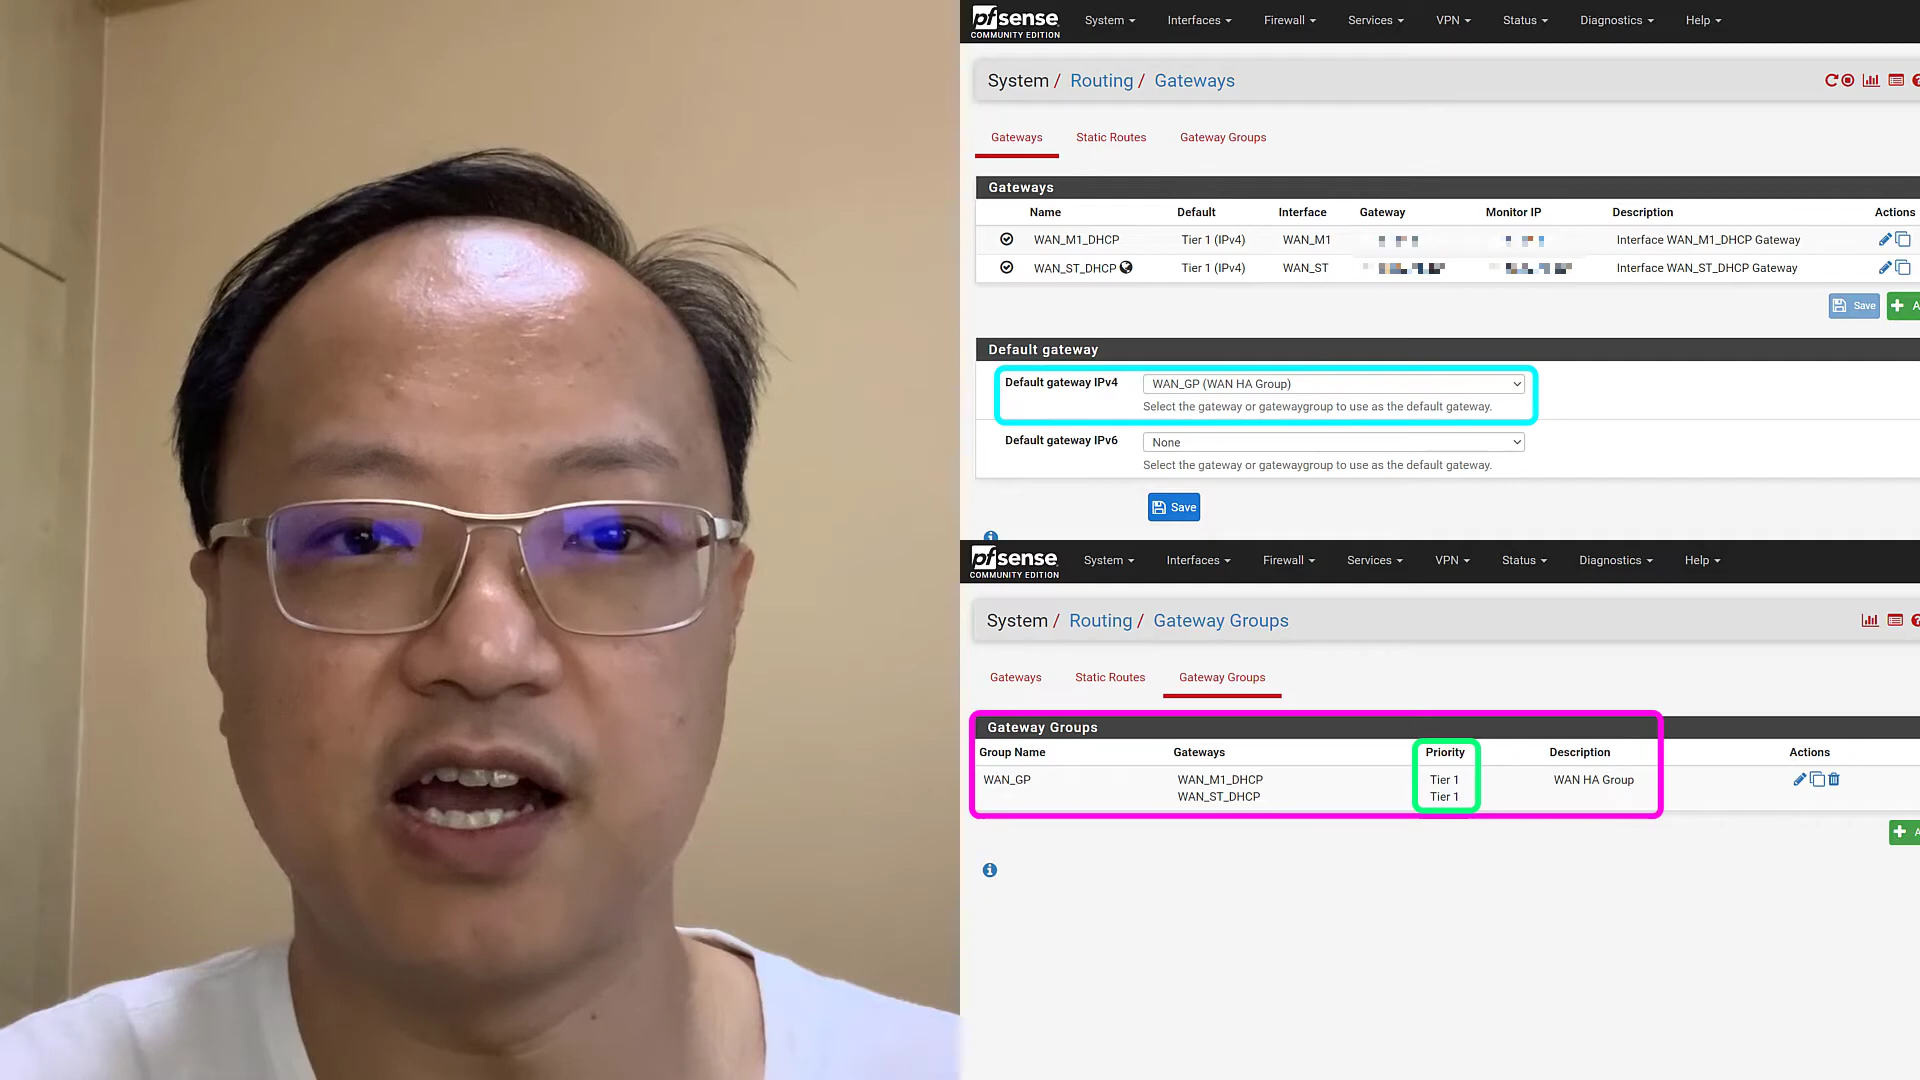 pfsense
COMMUNITY EDITION
System Interfaces Firewall Services VPN Status Diagnostics Help
System / Routing / Gateways
Gateways Static Routes Gateway Groups
Gateways
Name Default Interface Gateway Monitor IP Description Actions
WAN_M1_DHCP Tier 1 (IPv4) WAN_M1 Interface WAN_M1_DHCP Gateway
WAN_ST_DHCP Tier 1 (IPv4) WAN_ST Interface WAN_ST_DHCP Gateway
Save
Default gateway
Default gateway IPv4 WAN_GP (WAN HA Group)
Select the gateway or gatewaygroup to use as the default gateway.
Default gateway IPv6 None
Select the gateway or gatewaygroup to use as the default gateway.
Save
pfsense
COMMUNITY EDITION
System Interfaces Firewall Services VPN Status Diagnostics Help
System / Routing / Gateway Groups
Gateways Static Routes Gateway Groups
Gateway Groups
Group Name Gateways Priority Description Actions
WAN_GP WAN_M1_DHCP Tier 1 WAN HA Group
WAN_ST_DHCP Tier 1